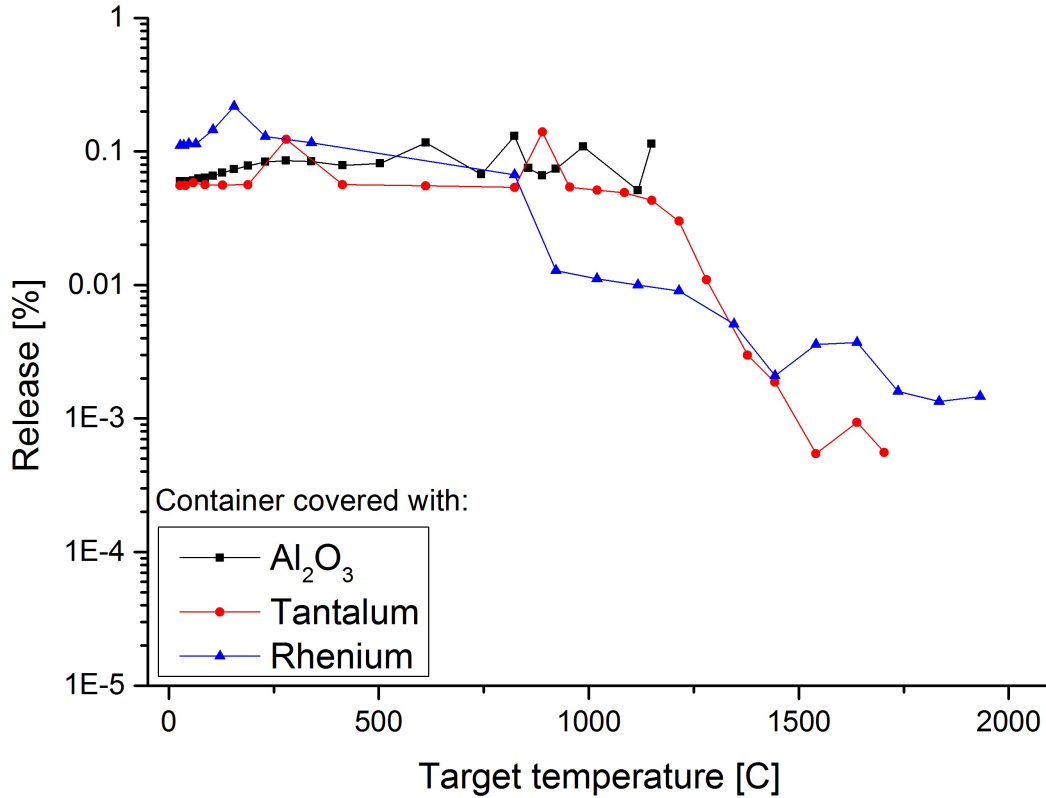 1
0.1
0.01
1E-3
1E-4
1E-5
Release [%]
Container covered with:
Al₂O₃
Tantalum
Rhenium
0 500 1000 1500 2000
Target temperature [C]